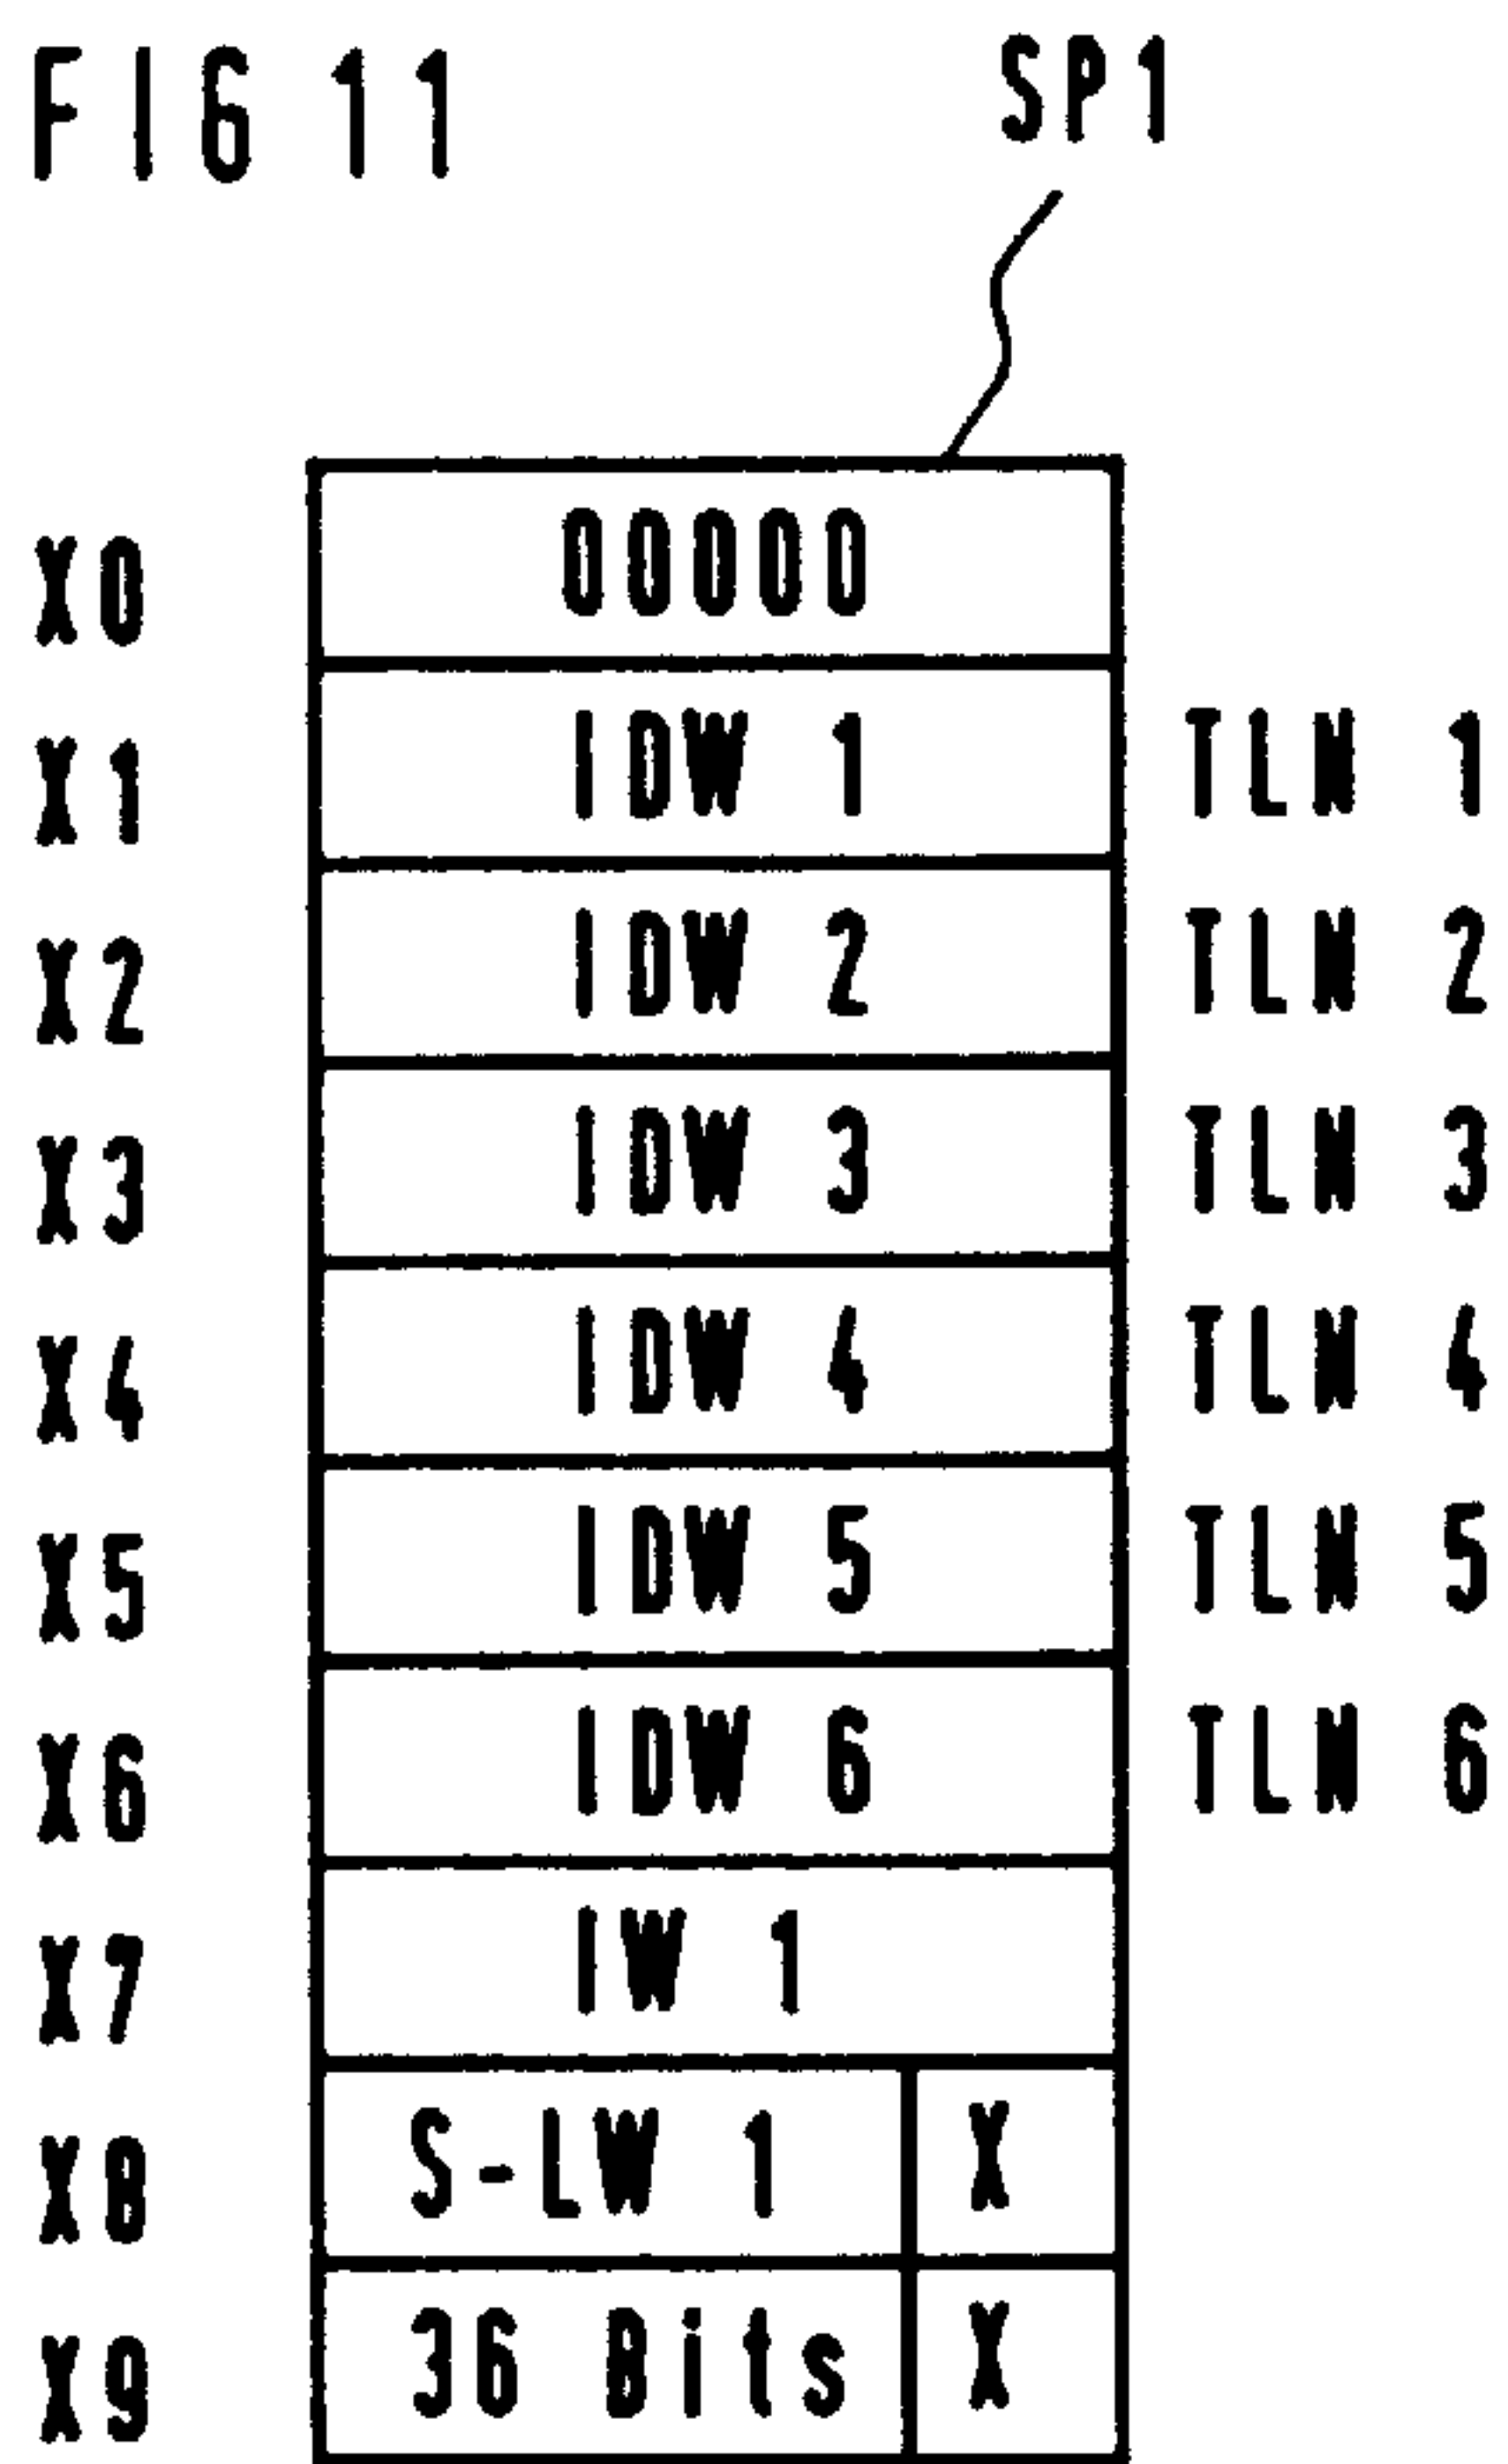 FIG 11
SP1
X0 00000
X1 IDW 1 TLN 1
X2 IDW 2 TLN 2
X3 IDW 3 TLN 3
X4 IDW 4 TLN 4
X5 IDW 5 TLN 5
X6 IDW 6 TLN 6
X7 IW 1
X8 S-LW 1 X
X9 36 Bits X